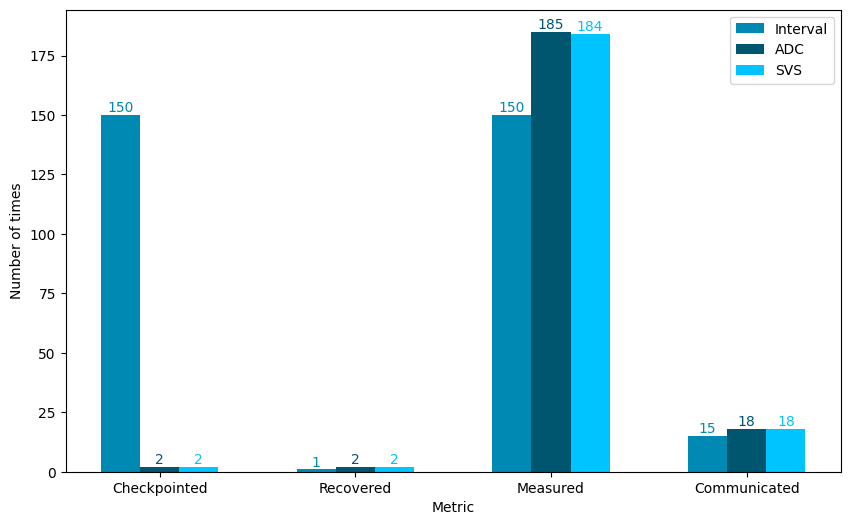 Interval
ADC
SVS
Number of times
175
150
125
100
75
50
25
0
150
2
2
1
2
2
150
185
184
15
18
18
Checkpointed
Recovered
Measured
Communicated
Metric